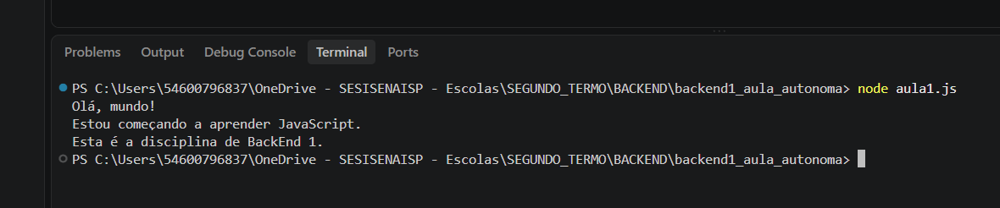 Problems Output Debug Console Terminal Ports
PS C:\Users\54600796837\OneDrive - SESISENAISP - Escolas\SEGUNDO_TERMO\BACKEND\backend1_aula_autonoma> node aula1.js
Olá, mundo!
Estou começando a aprender JavaScript.
Esta é a disciplina de BackEnd 1.
PS C:\Users\54600796837\OneDrive - SESISENAISP - Escolas\SEGUNDO_TERMO\BACKEND\backend1_aula_autonoma>